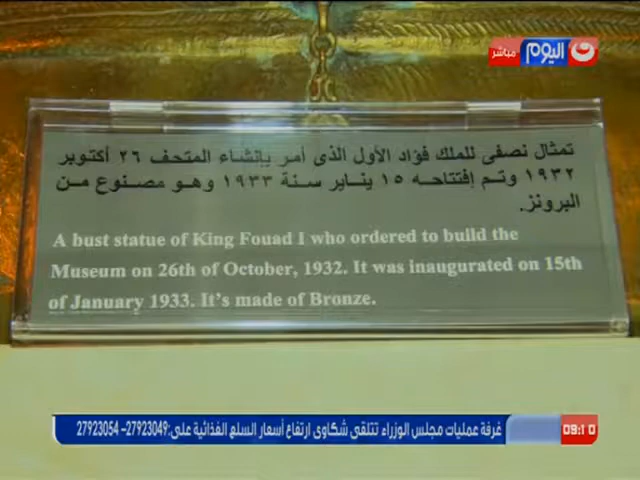 اليوم
مباشر
تمثال نصفى للملك فؤاد الأول الذى أمر بإنشاء المتحف ٢٦ أكتوبر
١٩٣٢ وتم إفتتاحه ١٥ يناير سنة ١٩٣٣ وهو مصنوع من
البرونز.
A bust statue of King Fouad I who ordered to build the
Museum on 26th of October, 1932. It was inaugurated on 15th
of January 1933. It's made of Bronze.
غرفة عمليات مجلس الوزراء تتلقى شكاوى ارتفاع أسعار السلع الغذائية على:27923049- 27923054
09:10